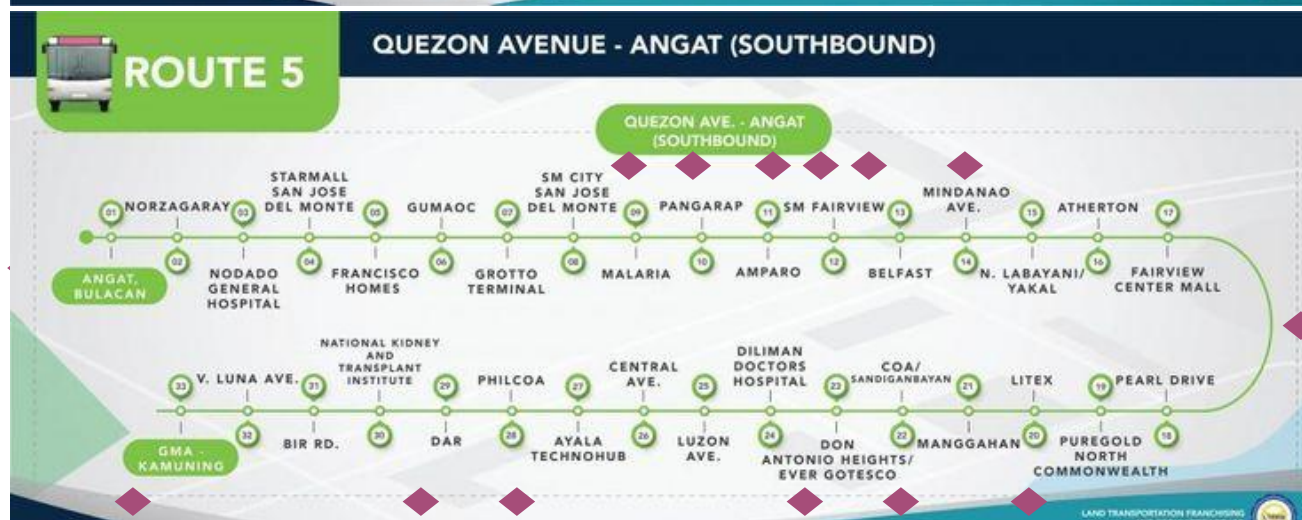 ROUTE 5
QUEZON AVENUE - ANGAT (SOUTHBOUND)
QUEZON AVE. - ANGAT
(SOUTHBOUND)
01
ANGAT,
BULACAN
NORZAGARAY
02
03
NODADO
GENERAL
HOSPITAL
STARMALL
SAN JOSE
DEL MONTE
04
05
FRANCISCO
HOMES
GUMAOC
06
07
GROTTO
TERMINAL
SM CITY
SAN JOSE
DEL MONTE
08
09
MALARIA
PANGARAP
10
11
AMPARO
SM FAIRVIEW
12
13
BELFAST
MINDANAO
AVE.
14
15
N. LABAYANI/
YAKAL
ATHERTON
16
17
FAIRVIEW
CENTER MALL
PEARL DRIVE
18
19
PUREGOLD
NORTH
COMMONWEALTH
LITEX
20
21
MANGGAHAN
COA/
SANDIGANBAYAN
22
23
DON
ANTONIO HEIGHTS/
EVER GOTESCO
DILIMAN
DOCTORS
HOSPITAL
24
25
LUZON
AVE.
CENTRAL
AVE.
26
27
AYALA
TECHNOHUB
PHILCOA
28
29
DAR
NATIONAL KIDNEY
AND
TRANSPLANT
INSTITUTE
30
31
BIR RD.
V. LUNA AVE.
32
33
GMA -
KAMUNING
LAND TRANSPORTATION FRANCHISING